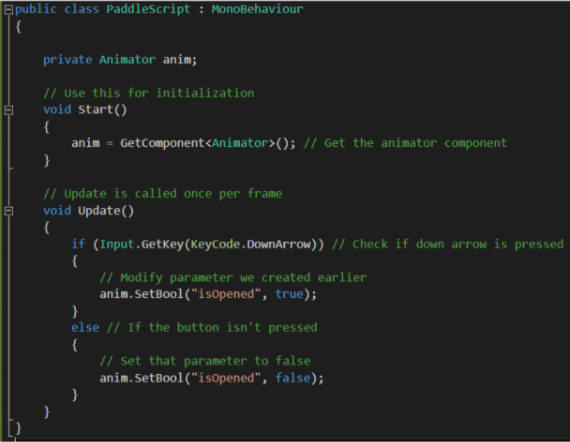 public class PaddleScript : MonoBehaviour
{
    private Animator anim;
    // Use this for initialization
    void Start()
    {
        anim = GetComponent<Animator>(); // Get the animator component
    }
    // Update is called once per frame
    void Update()
    {
        if (Input.GetKey(KeyCode.DownArrow)) // Check if down arrow is pressed
        {
            // Modify parameter we created earlier
            anim.SetBool("isOpened", true);
        }
        else // If the button isn't pressed
        {
            // Set that parameter to false
            anim.SetBool("isOpened", false);
        }
    }
}